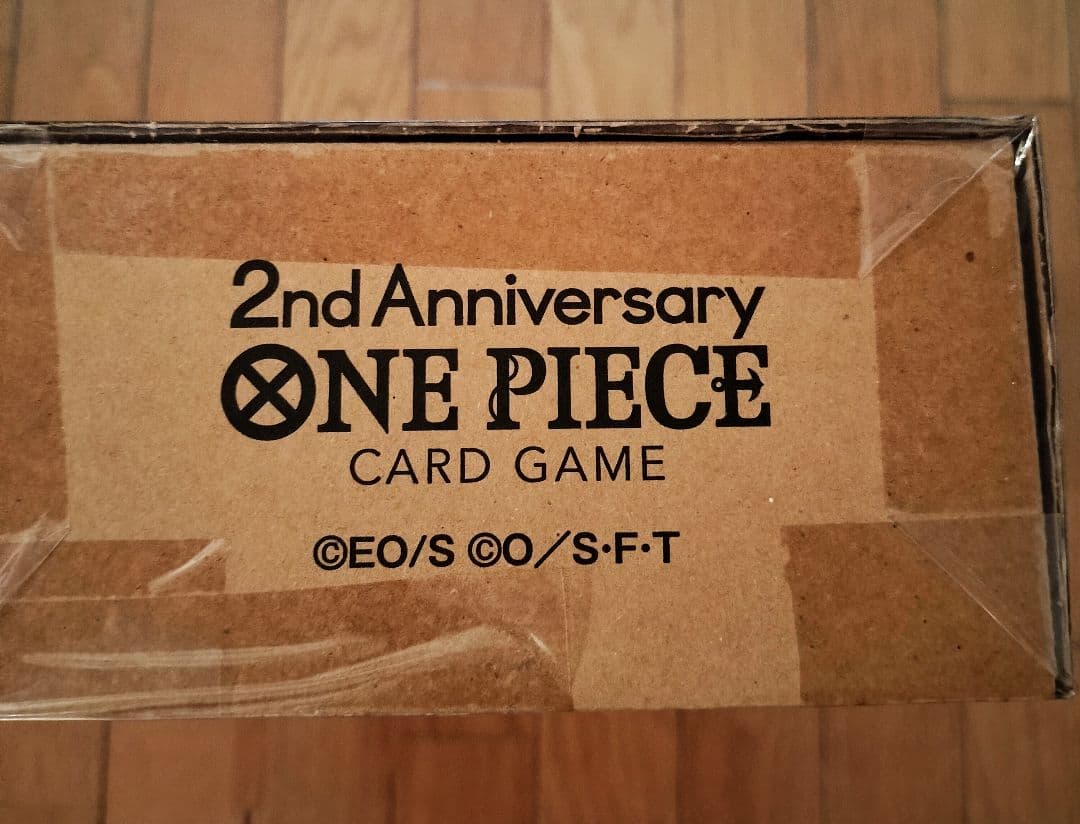 2nd Anniversary
ONE PIECE
CARD GAME
©EO/S ©O/S・F・T